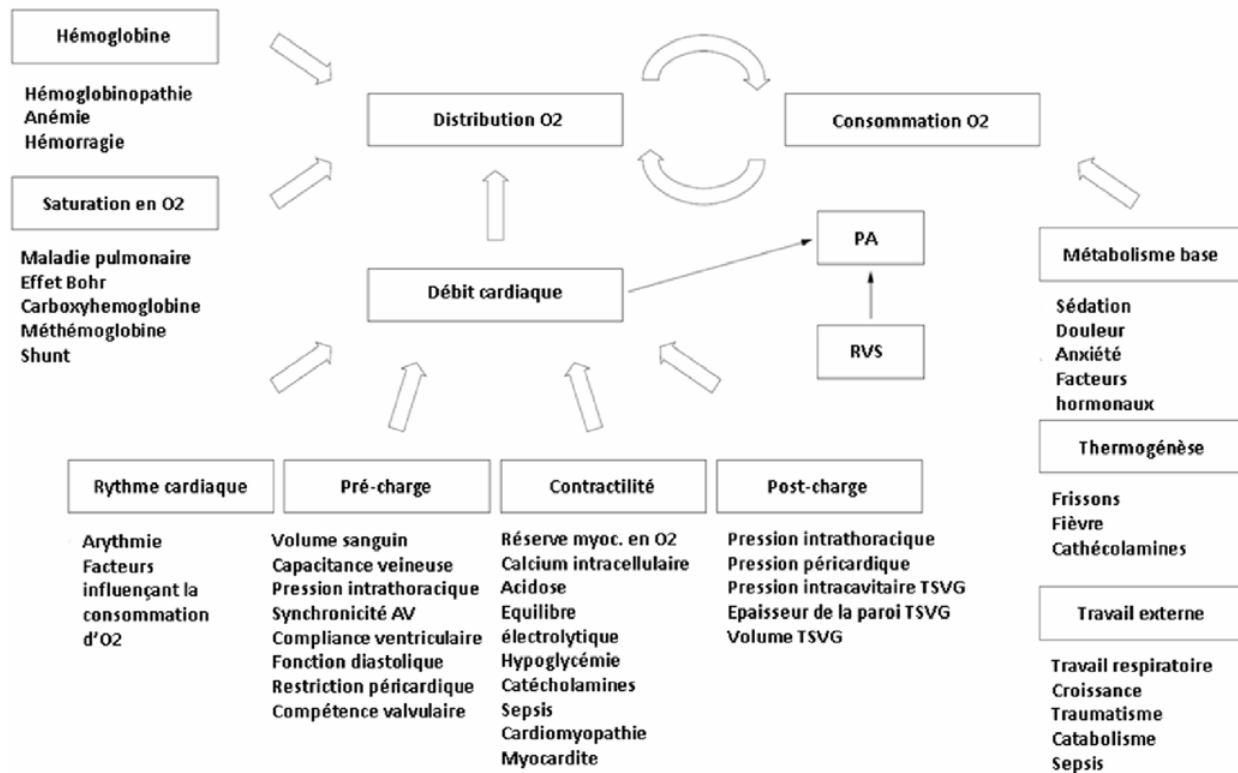 Hémoglobine
Hémoglobinopathie
Anémie
Hémorragie
Distribution O2
Consommation O2
Saturation en O2
Maladie pulmonaire
Effet Bohr
Carboxyhemoglobine
Méthémoglobine
Shunt
Débit cardiaque
PA
RVS
Métabolisme base
Sédation
Douleur
Anxiété
Facteurs
hormonaux
Rythme cardiaque
Arythmie
Facteurs
influençant la
consommation
d'O2
Pré-charge
Volume sanguin
Capacitance veineuse
Pression intrathoracique
Synchronicité AV
Compliance ventriculaire
Fonction diastolique
Restriction péricardique
Compétence valvulaire
Contractilité
Réserve myoc. en O2
Calcium intracellulaire
Acidose
Equilibre
électrolytique
Hypoglycémie
Catécholamines
Sepsis
Cardiomyopathie
Myocardite
Post-charge
Pression intrathoracique
Pression péricardique
Pression intracavitaire TSVG
Epaisseur de la paroi TSVG
Volume TSVG
Thermogénèse
Frissons
Fièvre
Cathécolamines
Travail externe
Travail respiratoire
Croissance
Traumatisme
Catabolisme
Sepsis